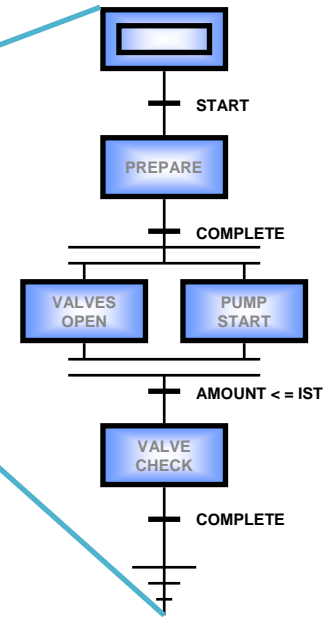 START
PREPARE
COMPLETE
VALVES
OPEN
PUMP
START
AMOUNT < = IST
VALVE
CHECK
COMPLETE